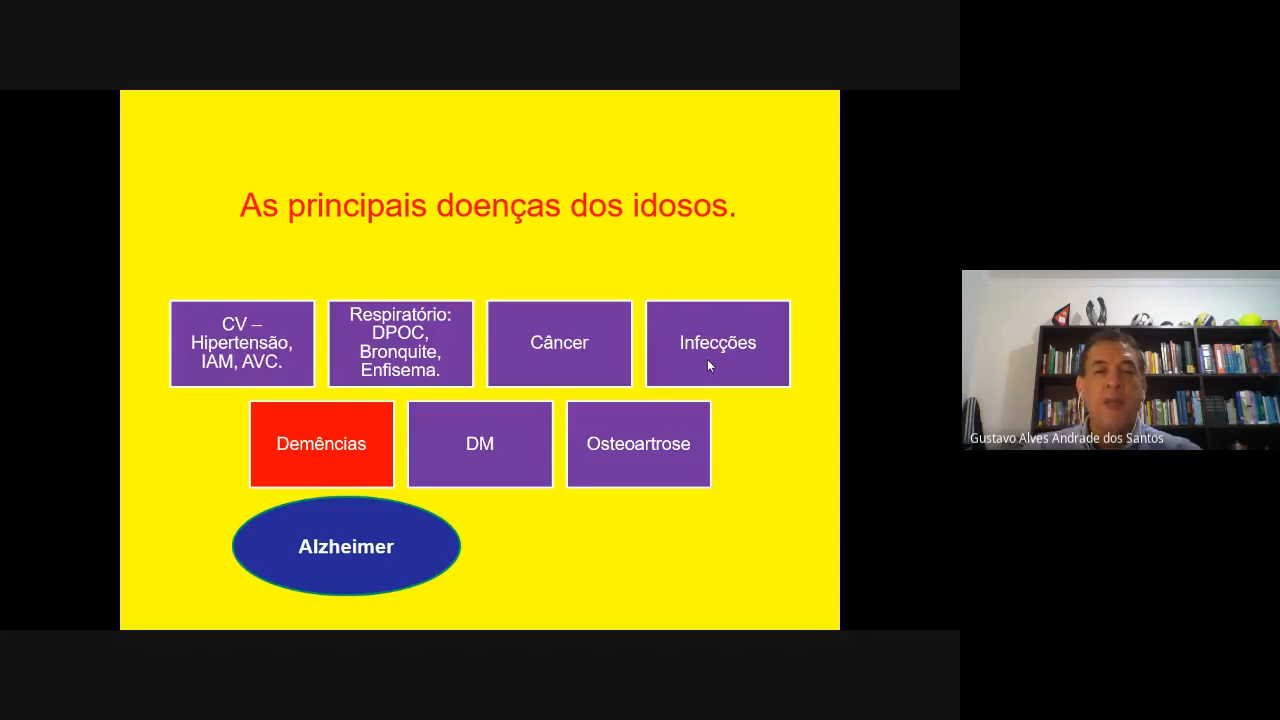 As principais doenças dos idosos.
CV –
Hipertensão,
IAM, AVC.
Respiratório:
DPOC,
Bronquite,
Enfisema.
Câncer
Infecções
Demências
DM
Osteoartrose
Alzheimer
Gustavo Alves Andrade dos Santos